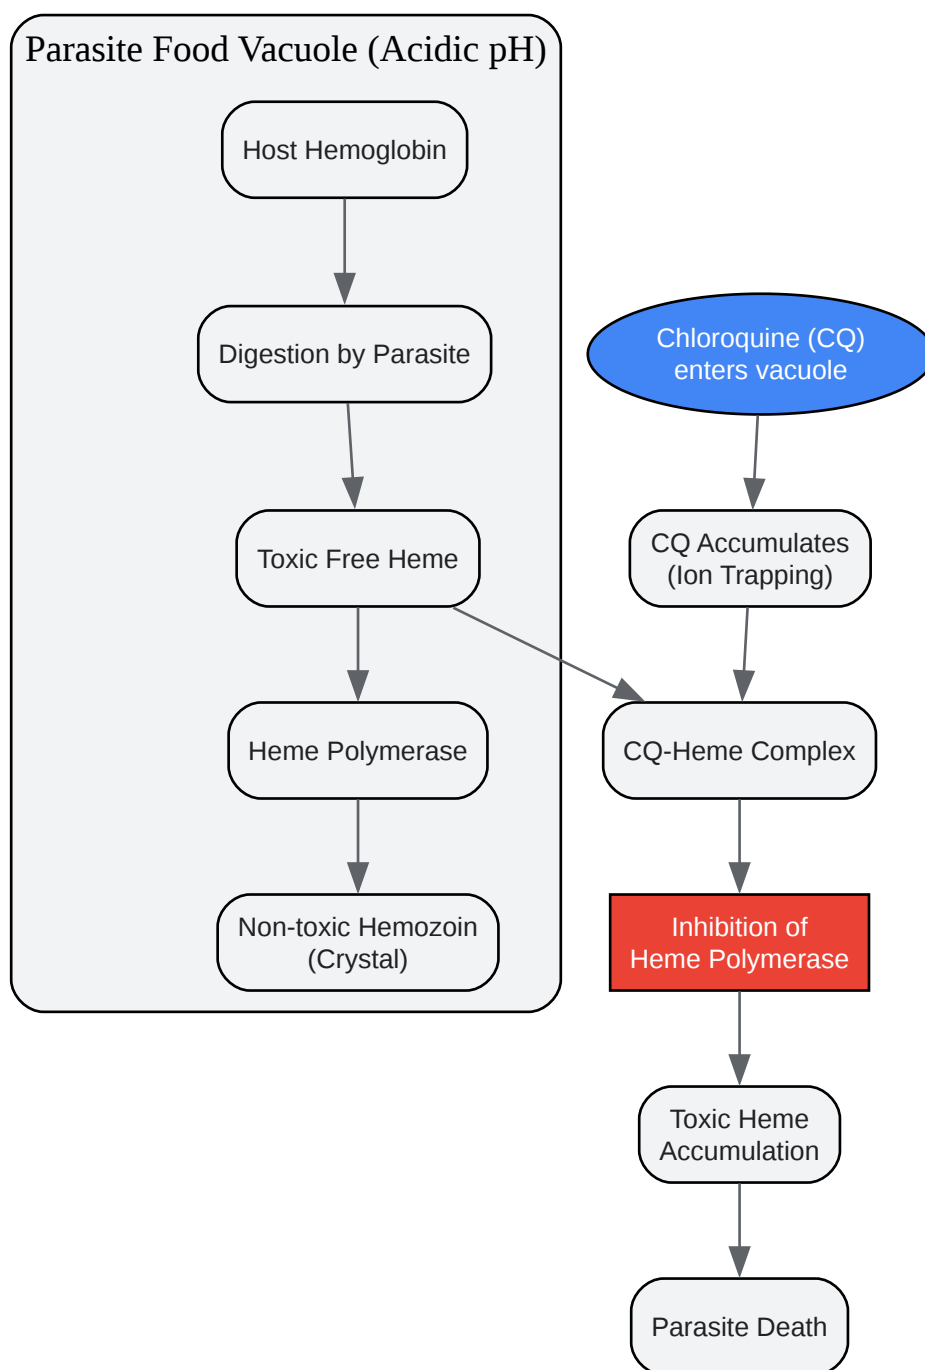 Parasite Food Vacuole (Acidic pH)
Host Hemoglobin
Digestion by Parasite
Chloroquine (CQ)
enters vacuole
Toxic Free Heme
CQ Accumulates
(Ion Trapping)
Heme Polymerase
CQ-Heme Complex
Non-toxic Hemozoin
(Crystal)
Inhibition of
Heme Polymerase
Toxic Heme
Accumulation
Parasite Death